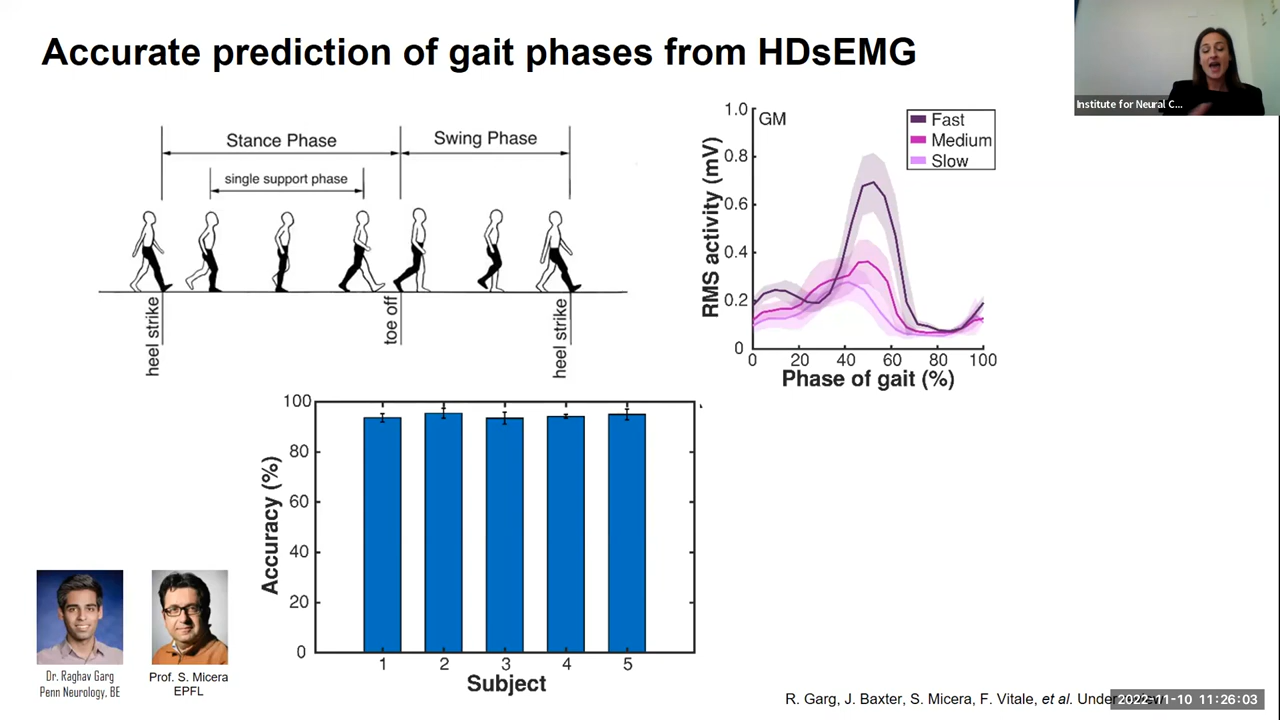 Accurate prediction of gait phases from HDsEMG
Institute for Neural C...
Stance Phase
Swing Phase
single support phase
heel strike
toe off
heel strike
GM
Fast
Medium
Slow
RMS activity (mV)
1.0
0.8
0.6
0.4
0.2
0
0 20 40 60 80 100
Phase of gait (%)
Accuracy (%)
100
80
60
40
20
0
1 2 3 4 5
Subject
Dr. Raghav Garg
Penn Neurology, BE
Prof. S. Micera
EPFL
R. Garg, J. Baxter, S. Micera, F. Vitale, et al. Under
2022-11-10 11:26:03